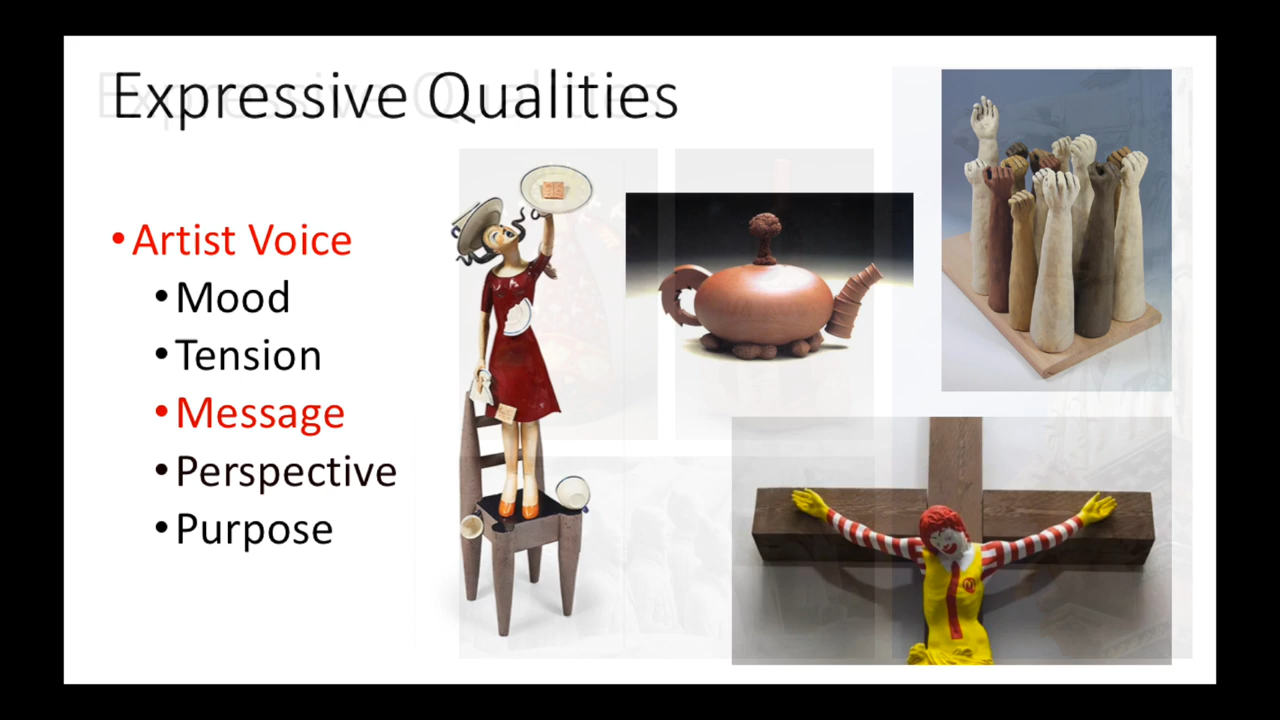 Expressive Qualities
• Artist Voice
• Mood
• Tension
• Message
• Perspective
• Purpose